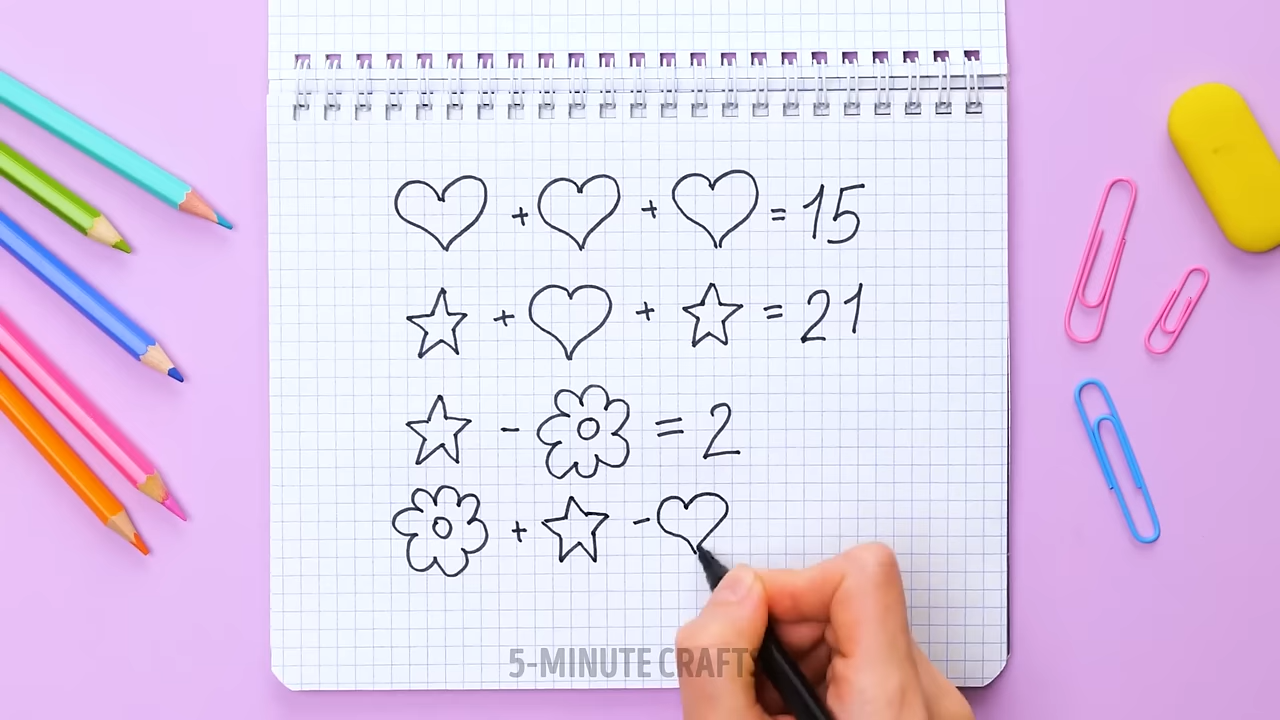 ♡ + ♡ + ♡ = 15
☆ + ♡ + ☆ = 21
☆ - ✿ = 2
✿ + ☆ - ♡
5-MINUTE CRAFTS